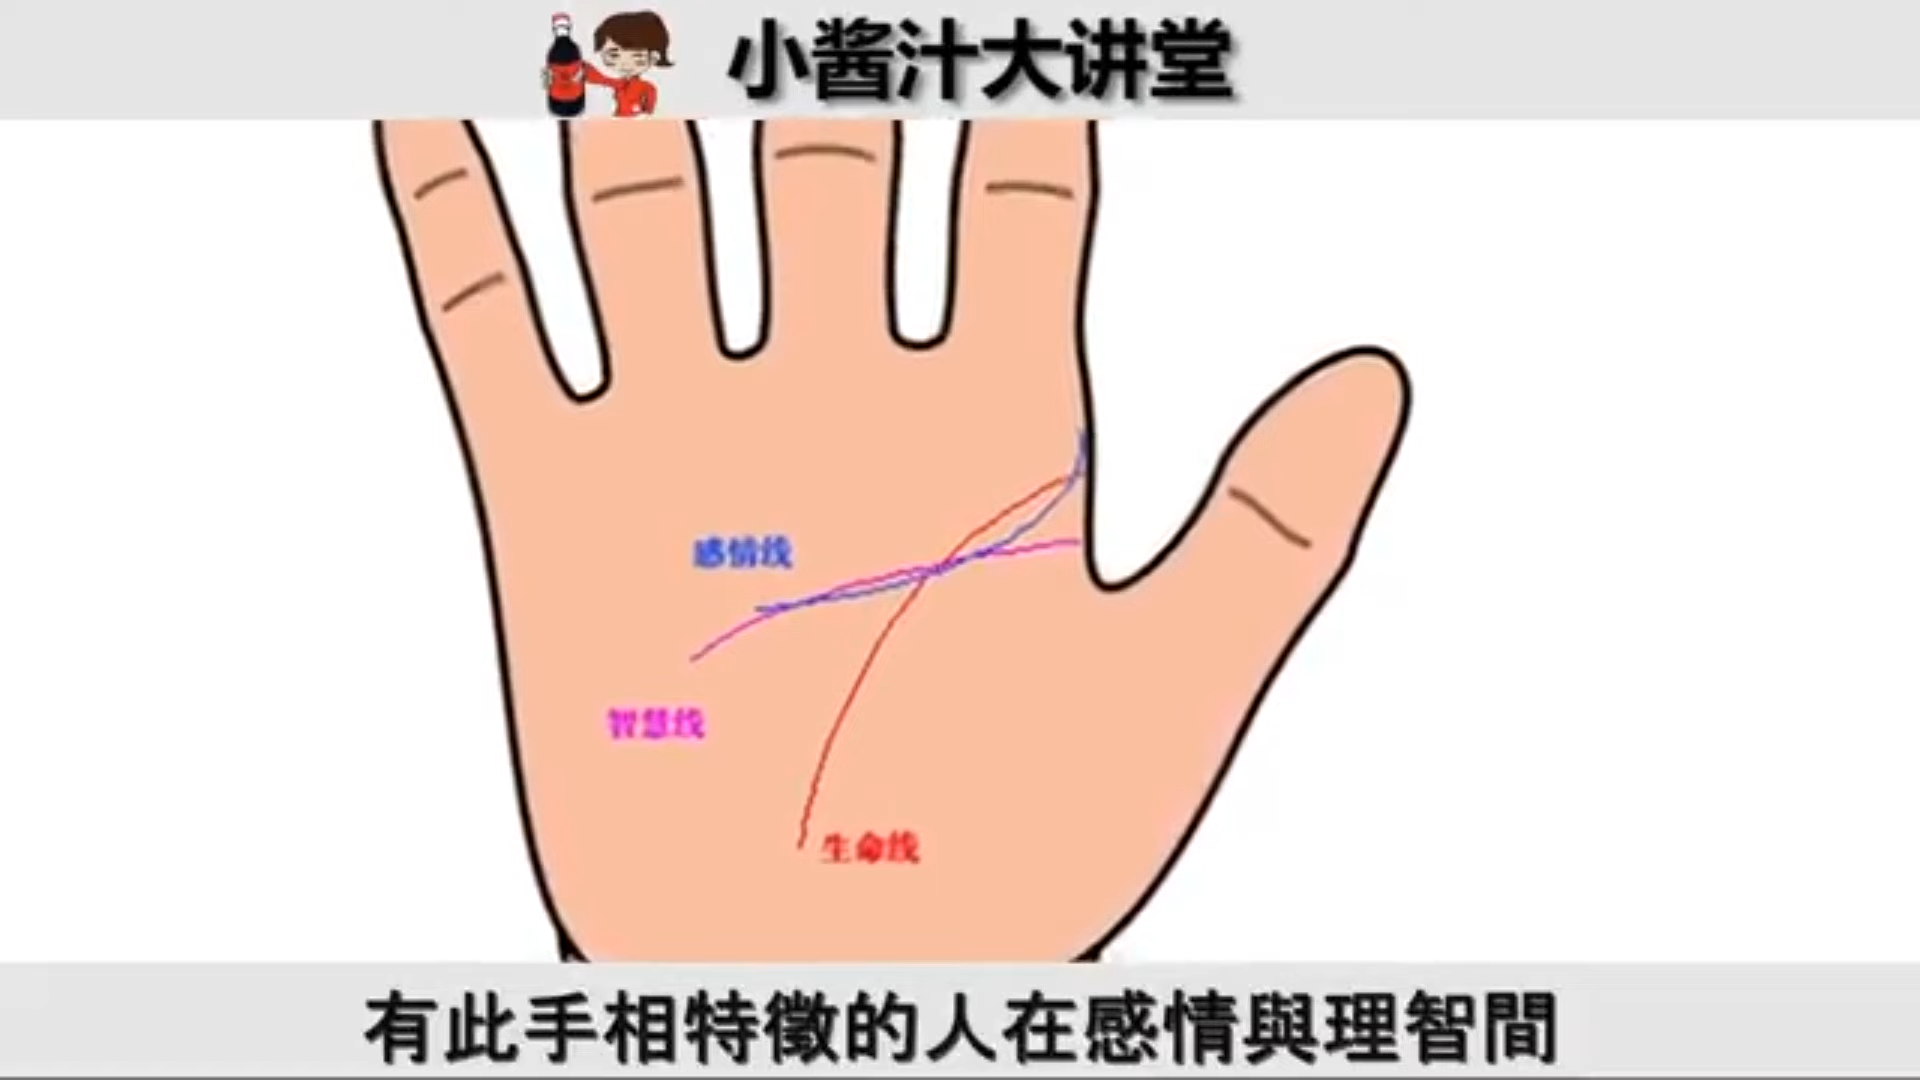 小酱汁大讲堂
感情线
智慧线
生命线
有此手相特徵的人在感情與理智間